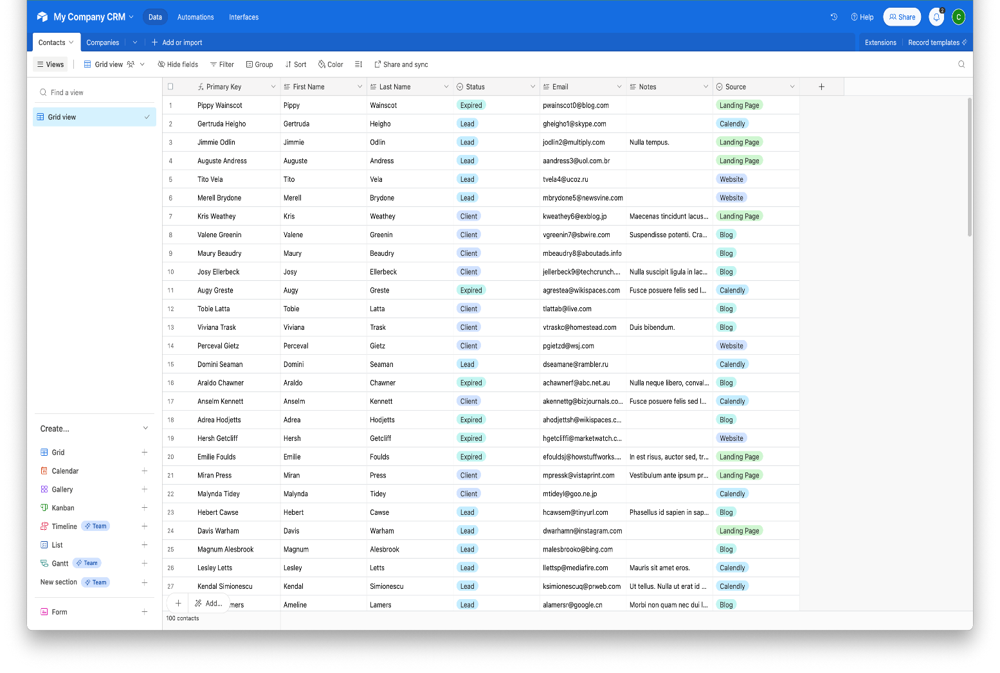 My Company CRM Data Automations Interfaces Help Share 2 C
Contacts Companies Add or import Extensions Record templates
Views Grid view Hide fields Filter Group Sort Color Share and sync
Find a view
Grid view
Create...
Grid
Calendar
Gallery
Kanban
Timeline Team
List
Gantt Team
New section Team
Form
Primary Key First Name Last Name Status Email Notes Source
1 Pippy Wainscot Pippy Wainscot Expired pwainscot0@blog.com Landing Page
2 Gertruda Heigho Gertruda Heigho Lead gheigho1@skype.com Calendly
3 Jimmie Odlin Jimmie Odlin Lead jodlin2@multiply.com Nulla tempus. Landing Page
4 Auguste Andress Auguste Andress Lead aandress3@uol.com.br Landing Page
5 Tito Vela Tito Vela Lead tvela4@ucoz.ru Website
6 Merell Brydone Merell Brydone Lead mbrydone5@newsvine.com Website
7 Kris Weathey Kris Weathey Client kweathey6@exblog.jp Maecenas tincidunt lacus... Landing Page
8 Valene Greenin Valene Greenin Client vgreenin7@sbwire.com Suspendisse potenti. Cra... Blog
9 Maury Beaudry Maury Beaudry Client mbeaudry8@aboutads.info Blog
10 Josy Ellerbeck Josy Ellerbeck Client jellerbeck9@techcrunch.... Nulla suscipit ligula in lac... Blog
11 Augy Greste Augy Greste Expired agrestea@wikispaces.com Fusce posuere felis sed l... Calendly
12 Tobie Latta Tobie Latta Client tlattab@live.com Blog
13 Viviana Trask Viviana Trask Client vtraskc@homestead.com Duis bibendum. Blog
14 Perceval Gietz Perceval Gietz Client pgietzd@wsj.com Website
15 Domini Seaman Domini Seaman Lead dseamane@rambler.ru Calendly
16 Araldo Chawner Araldo Chawner Expired achawnerf@abc.net.au Nulla neque libero, conval... Blog
17 Anselm Kennett Anselm Kennett Client akennettg@bizjournals.co... Fusce posuere felis sed l... Calendly
18 Adrea Hodjetts Adrea Hodjetts Expired ahodjettsh@wikispaces.c... Blog
19 Hersh Getcliff Hersh Getcliff Expired hgetcliffi@marketwatch.c... Website
20 Emilie Foulds Emilie Foulds Expired efouldsj@howstuffworks.... In est risus, auctor sed, tr... Landing Page
21 Miran Press Miran Press Client mpressk@vistaprint.com Vestibulum ante ipsum pr... Landing Page
22 Malynda Tidey Malynda Tidey Client mtideyl@goo.ne.jp Calendly
23 Hebert Cawse Hebert Cawse Lead hcawsem@tinyurl.com Phasellus id sapien in sap... Blog
24 Davis Warham Davis Warham Lead dwarhamn@instagram.com Landing Page
25 Magnum Alesbrook Magnum Alesbrook Lead malesbrooko@bing.com Blog
26 Lesley Letts Lesley Letts Lead llettsp@mediafire.com Mauris sit amet eros. Calendly
27 Kendal Simionescu Kendal Simionescu Lead ksimionescuq@prweb.com Ut tellus. Nulla ut erat id ... Calendly
Add... mers Ameline Lamers Lead alamersr@google.cn Morbi non quam nec dui l... Blog
100 contacts